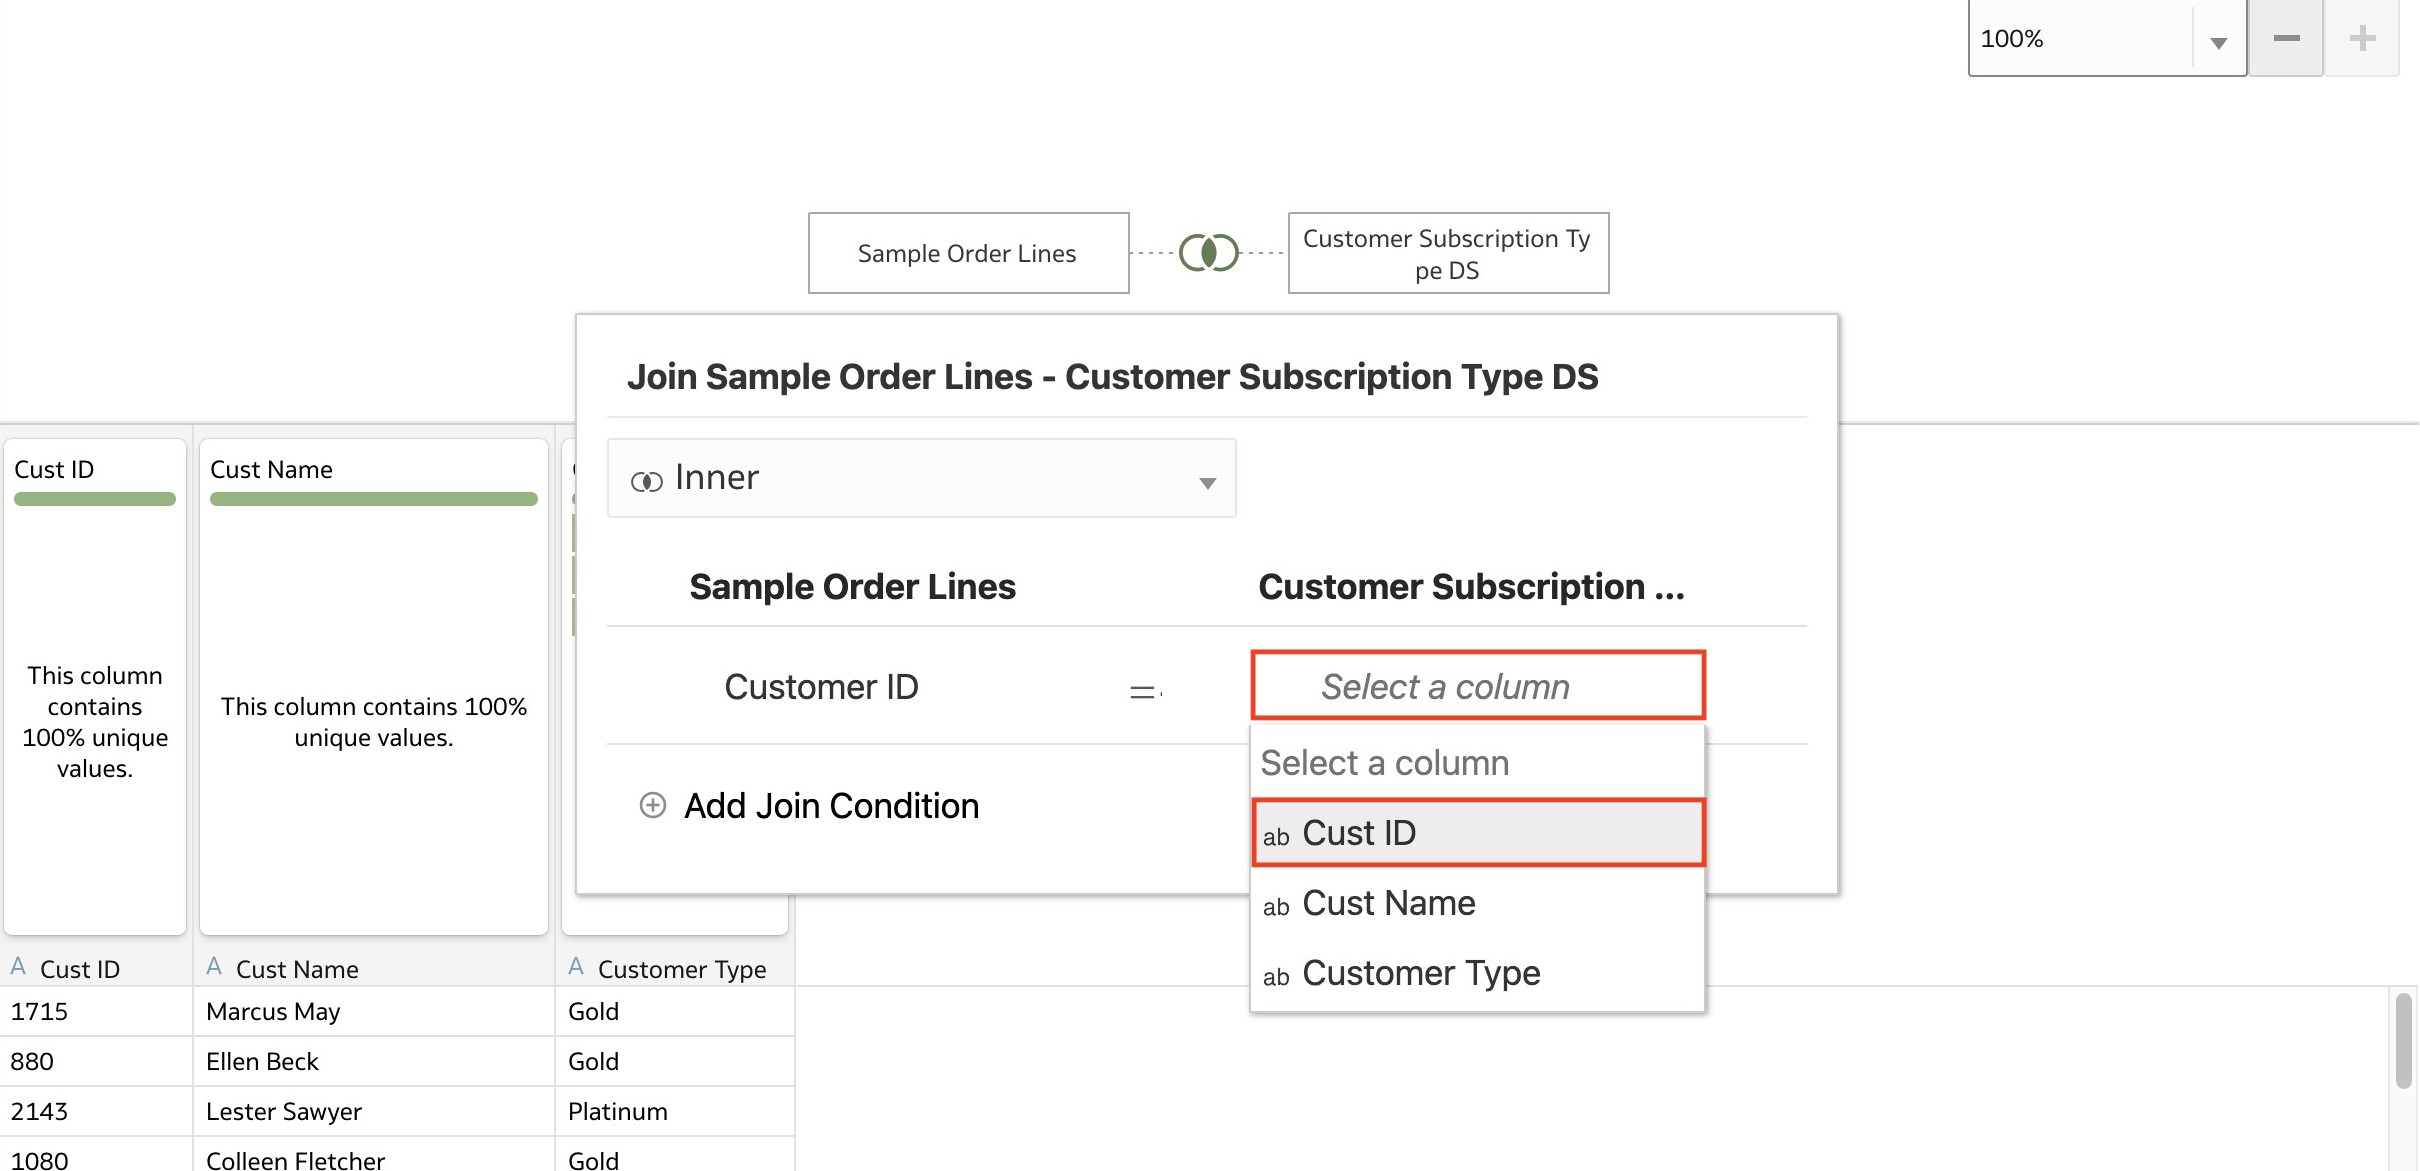 100%
Sample Order Lines
Customer Subscription Ty
pe DS
Join Sample Order Lines - Customer Subscription Type DS
Inner
Sample Order Lines
Customer Subscription ...
Customer ID
=
Select a column
Add Join Condition
Select a column
ab Cust ID
ab Cust Name
ab Customer Type
Cust ID
This column
contains
100% unique
values.
Cust Name
This column contains 100%
unique values.
A Cust ID
A Cust Name
A Customer Type
1715
Marcus May
Gold
880
Ellen Beck
Gold
2143
Lester Sawyer
Platinum
1080
Colleen Fletcher
Gold